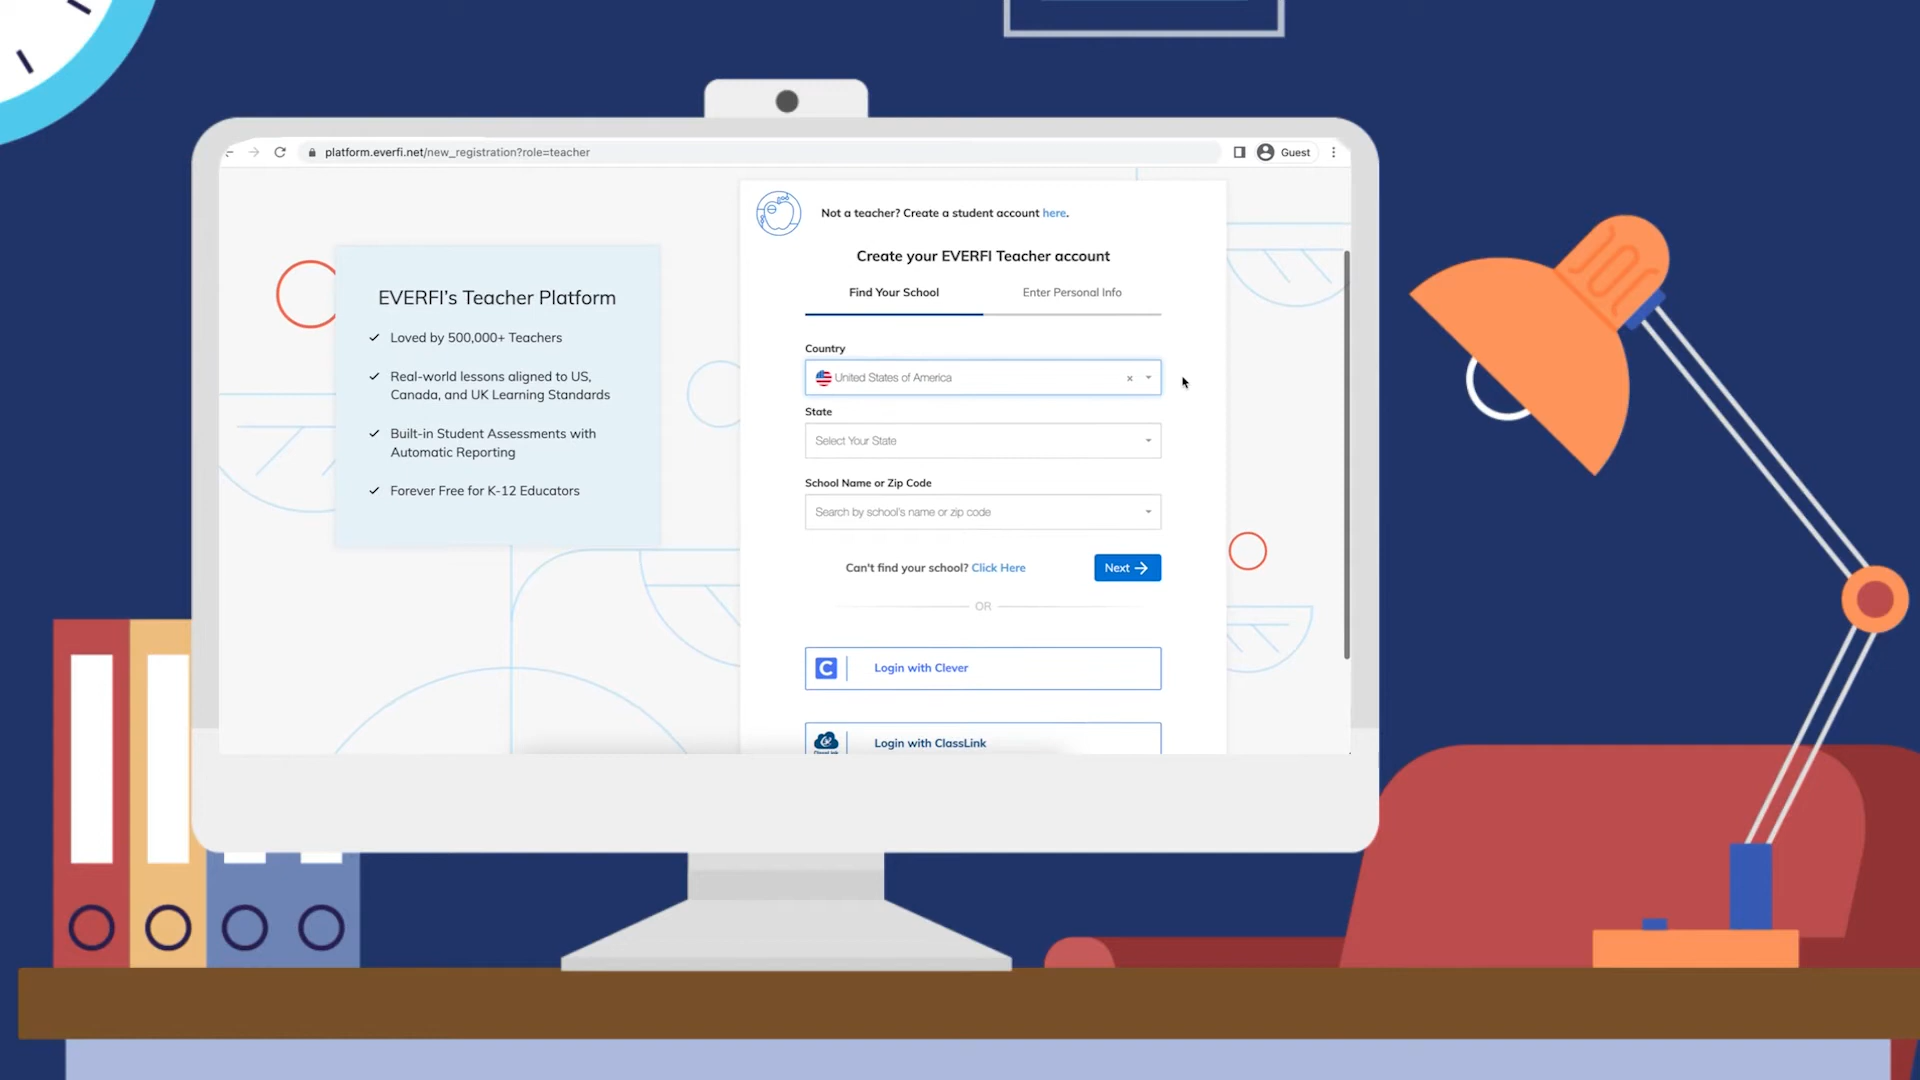 platform.everfi.net/new_registration?role=teacher
Guest
Not a teacher? Create a student account here.
Create your EVERFI Teacher account
Find Your School
Enter Personal Info
EVERFI's Teacher Platform
Loved by 500,000+ Teachers
Real-world lessons aligned to US,
Canada, and UK Learning Standards
Built-in Student Assessments with
Automatic Reporting
Forever Free for K-12 Educators
Country
United States of America
State
Select Your State
School Name or Zip Code
Search by school's name or zip code
Can't find your school? Click Here
Next
OR
C
Login with Clever
Login with ClassLink